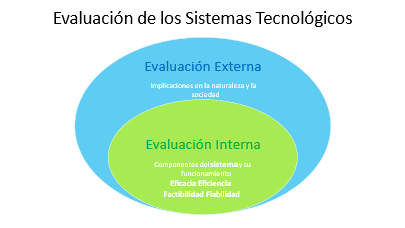 Evaluación de los Sistemas Tecnológicos
Evaluación Externa
Implicaciones en la naturaleza y la
sociedad
Evaluación Interna
Componentes del sistema y su
funcionamiento
Eficacia Eficiencia
Factibilidad Fiabilidad